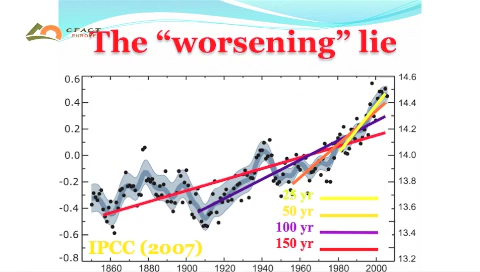 CFACT
EUROPE
The “worsening” lie
0.6
0.4
0.2
0.0
-0.2
-0.4
-0.6
-0.8
14.6
14.4
14.2
14.0
13.8
13.6
13.4
13.2
25 yr
50 yr
100 yr
150 yr
IPCC (2007)
1860 1880 1900 1920 1940 1960 1980 2000